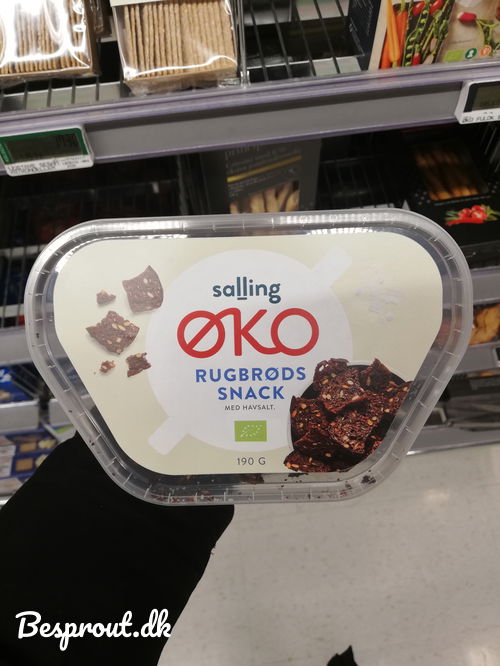 salling
ØKO
RUGBRØDS
SNACK
MED HAVSALT.
190 G
Besprout.dk